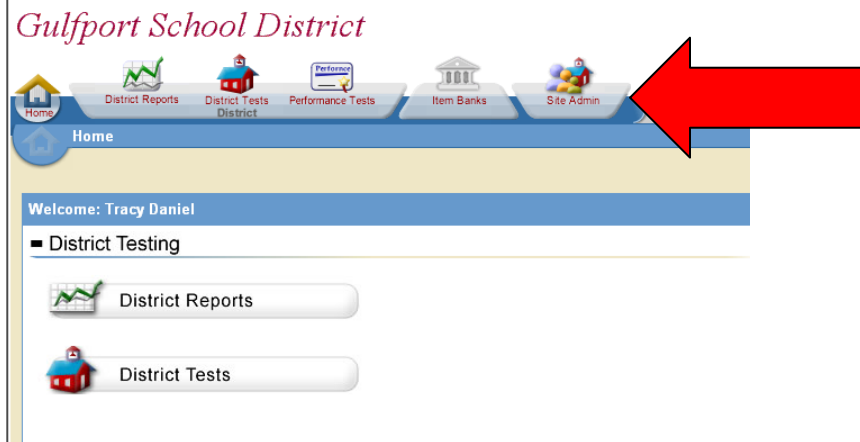 Gulfport School District
Performance
Home District Reports District Tests Performance Tests Item Banks Site Admin
District
Home
Welcome: Tracy Daniel
District Testing
District Reports
District Tests